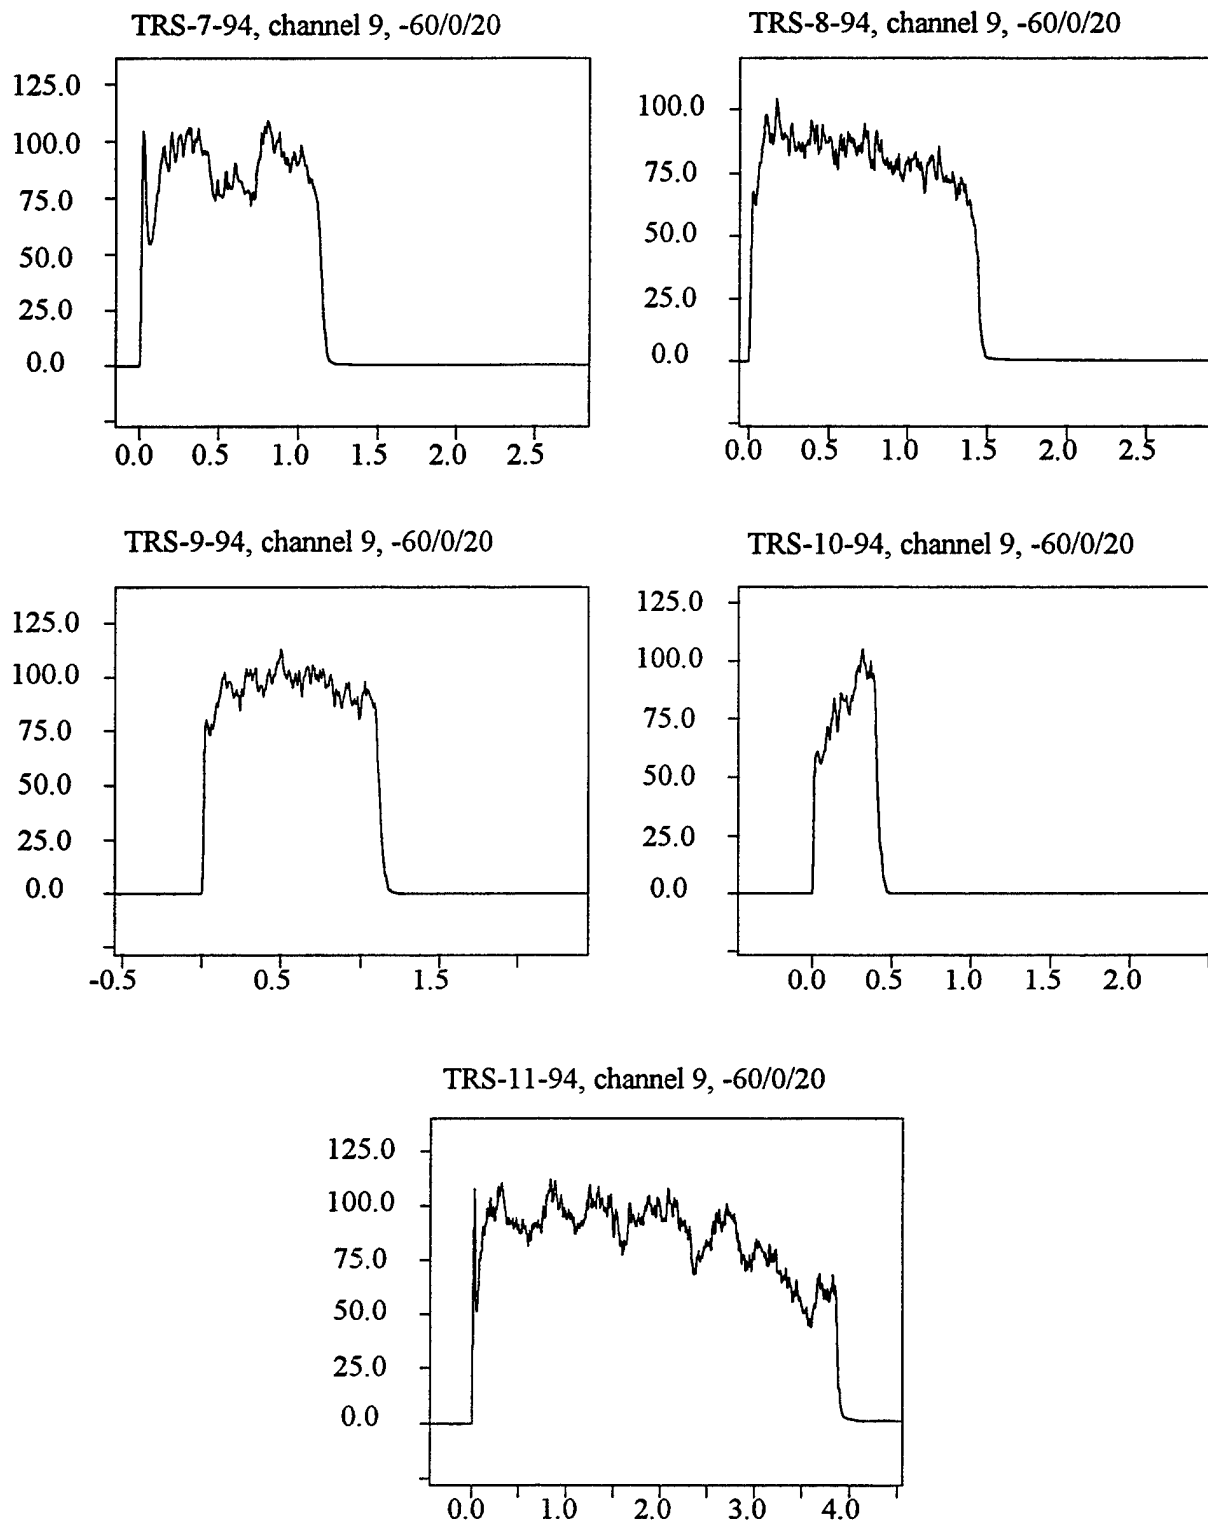 TRS-7-94, channel 9, -60/0/20
125.0
100.0
75.0
50.0
25.0
0.0
0.0 0.5 1.0 1.5 2.0 2.5
TRS-8-94, channel 9, -60/0/20
100.0
75.0
50.0
25.0
0.0
0.0 0.5 1.0 1.5 2.0 2.5
TRS-9-94, channel 9, -60/0/20
125.0
100.0
75.0
50.0
25.0
0.0
-0.5 0.5 1.5
TRS-10-94, channel 9, -60/0/20
125.0
100.0
75.0
50.0
25.0
0.0
0.0 0.5 1.0 1.5 2.0
TRS-11-94, channel 9, -60/0/20
125.0
100.0
75.0
50.0
25.0
0.0
0.0 1.0 2.0 3.0 4.0